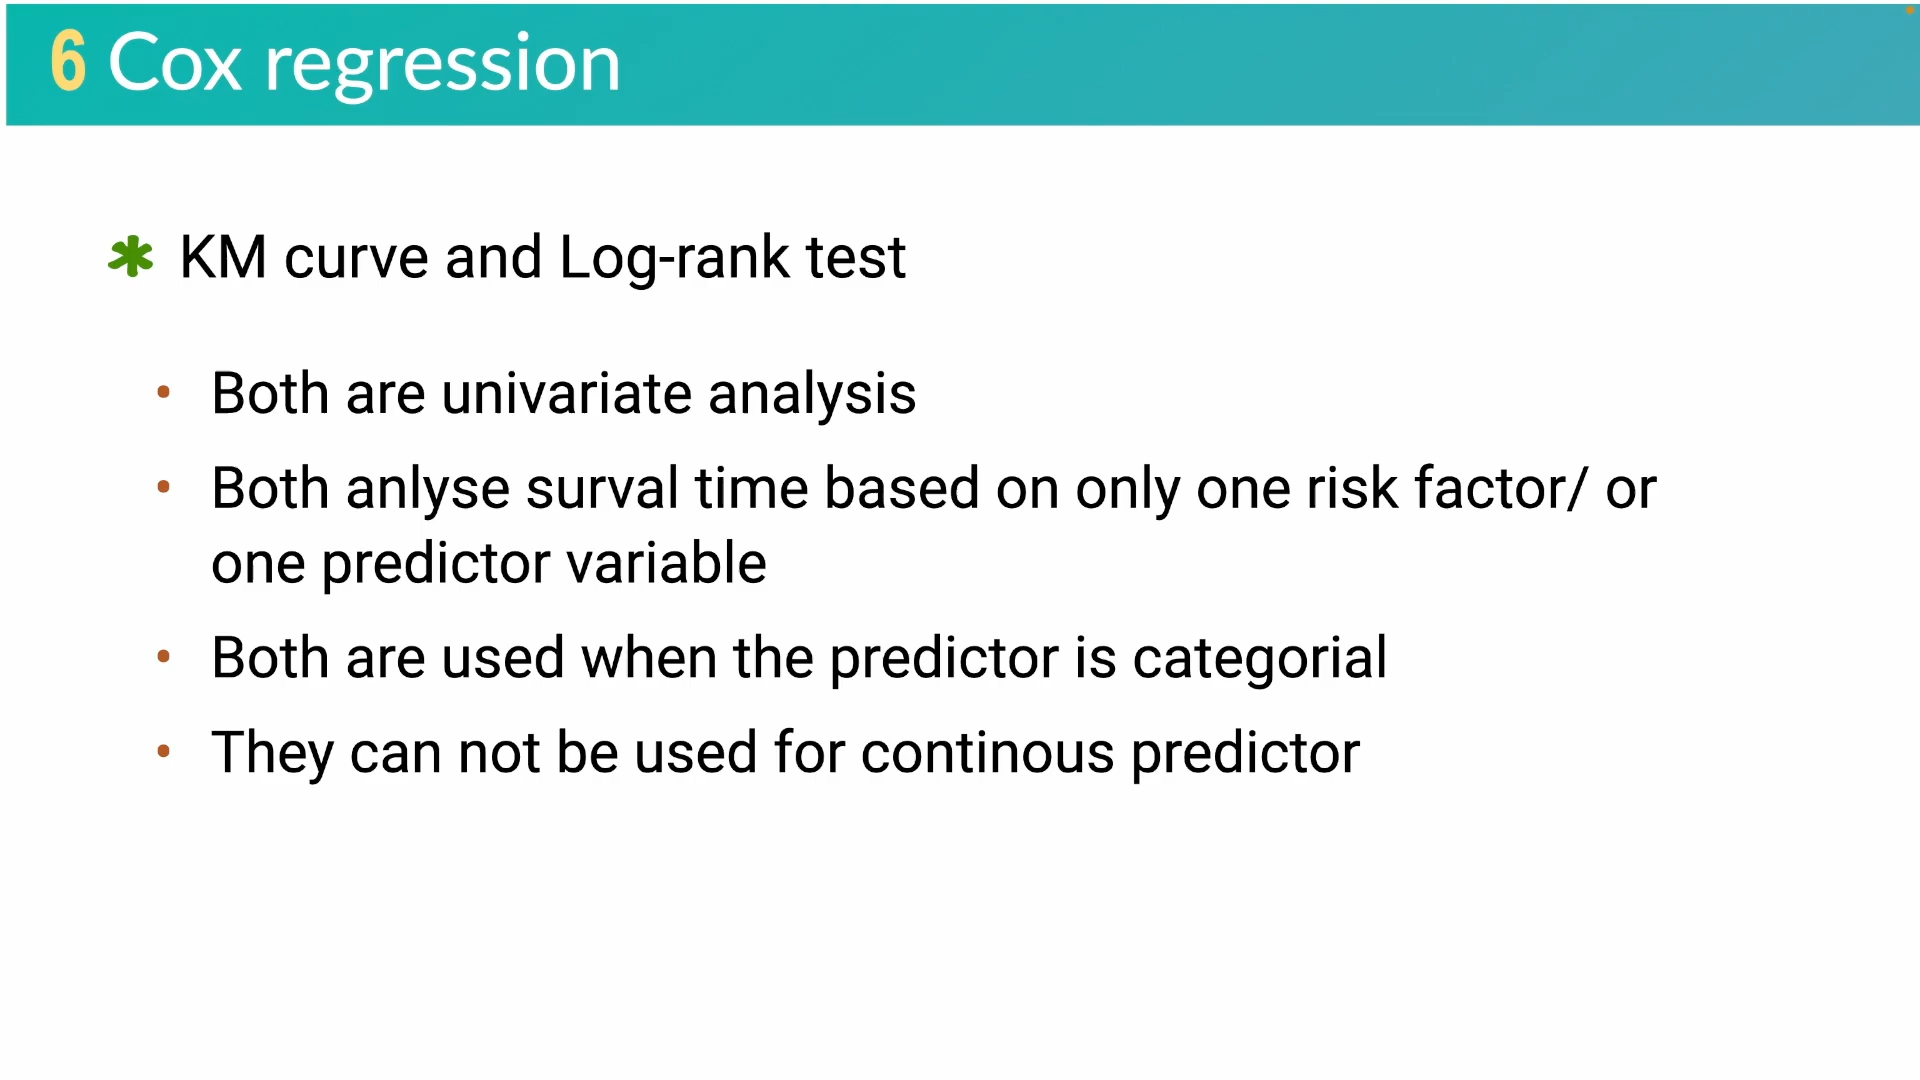 6 Cox regression
KM curve and Log-rank test
• Both are univariate analysis
• Both anlyse surval time based on only one risk factor/ or
one predictor variable
• Both are used when the predictor is categorial
• They can not be used for continous predictor